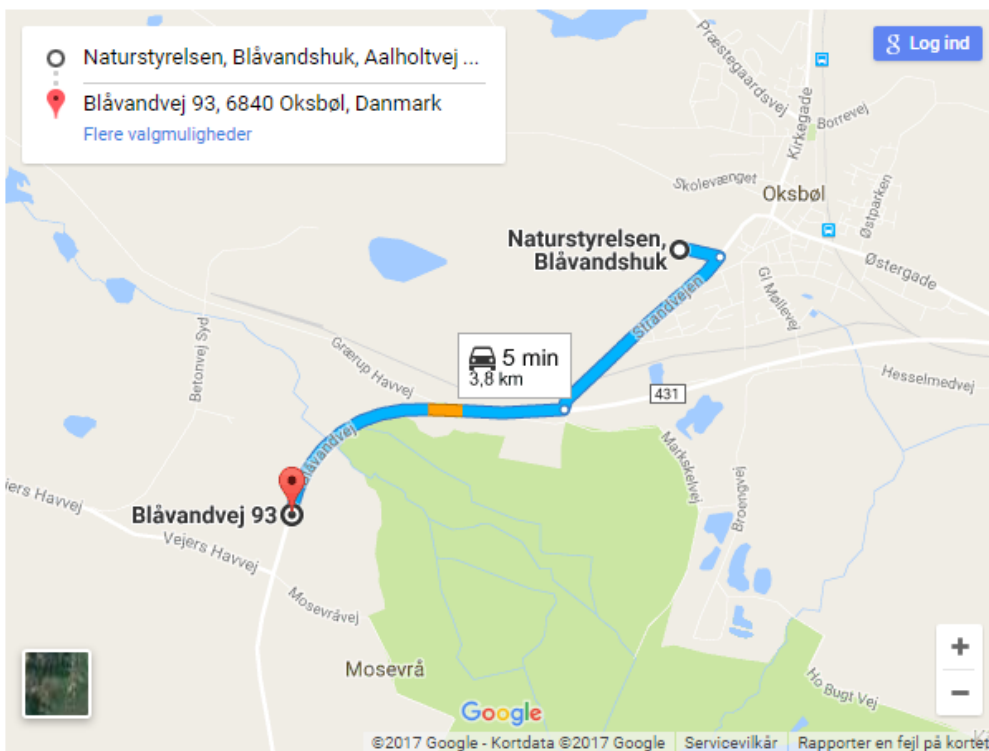 Naturstyrelsen, Blåvandshuk, Aalholtvej ...
Blåvandvej 93, 6840 Oksbøl, Danmark
Flere valgmuligheder
8 Log ind
Præstegaardsvej
Kirkegade
Borrevej
Skolevænget
Oksbøl
Østparken
Naturstyrelsen,
Blåvandshuk
Østergade
Gl Møllevej
Strandvejen
Betonvej Syd
Grærup Havvej
5 min
3,8 km
431
Hesselmedvej
Blåvandvej
Markskelvej
Broengvej
iers Havvej
Blåvandvej 93
Vejers Havvej
Mosevråvej
Mosevrå
Ho Bugt Vej
+
−
Google
©2017 Google - Kortdata ©2017 Google
Servicevilkår
Rapporter en fejl på kortet